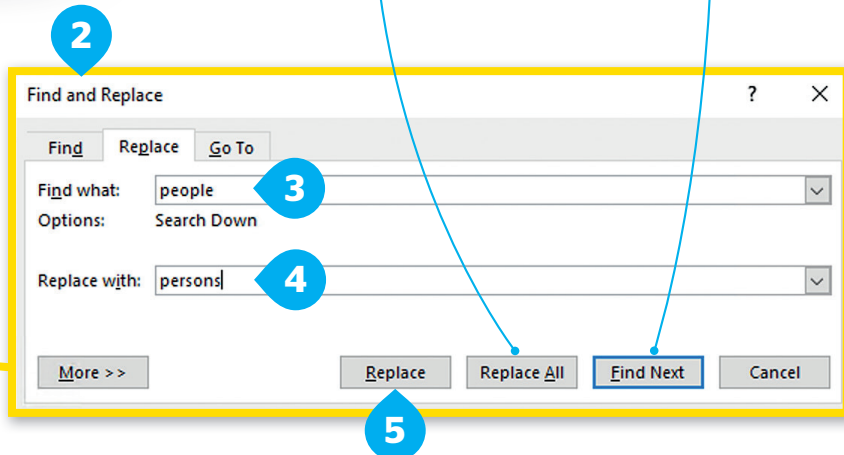 2
Find and Replace ?
Find Replace Go To
Find what: people 3
Options: Search Down
Replace with: persons 4
More >> Replace Replace All Find Next Cancel
5